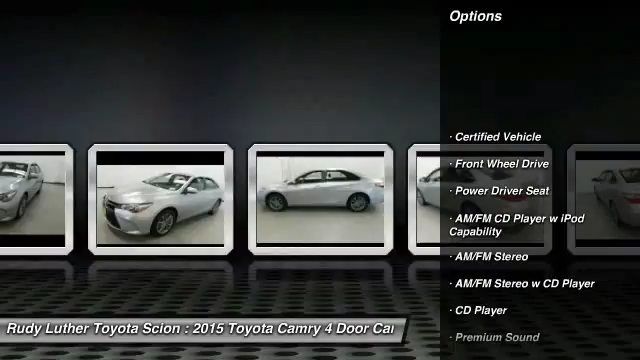 Options
· Certified Vehicle
· Front Wheel Drive
· Power Driver Seat
· AM/FM CD Player w iPod
Capability
· AM/FM Stereo
· AM/FM Stereo w CD Player
· CD Player
· Premium Sound
Rudy Luther Toyota Scion : 2015 Toyota Camry 4 Door Car